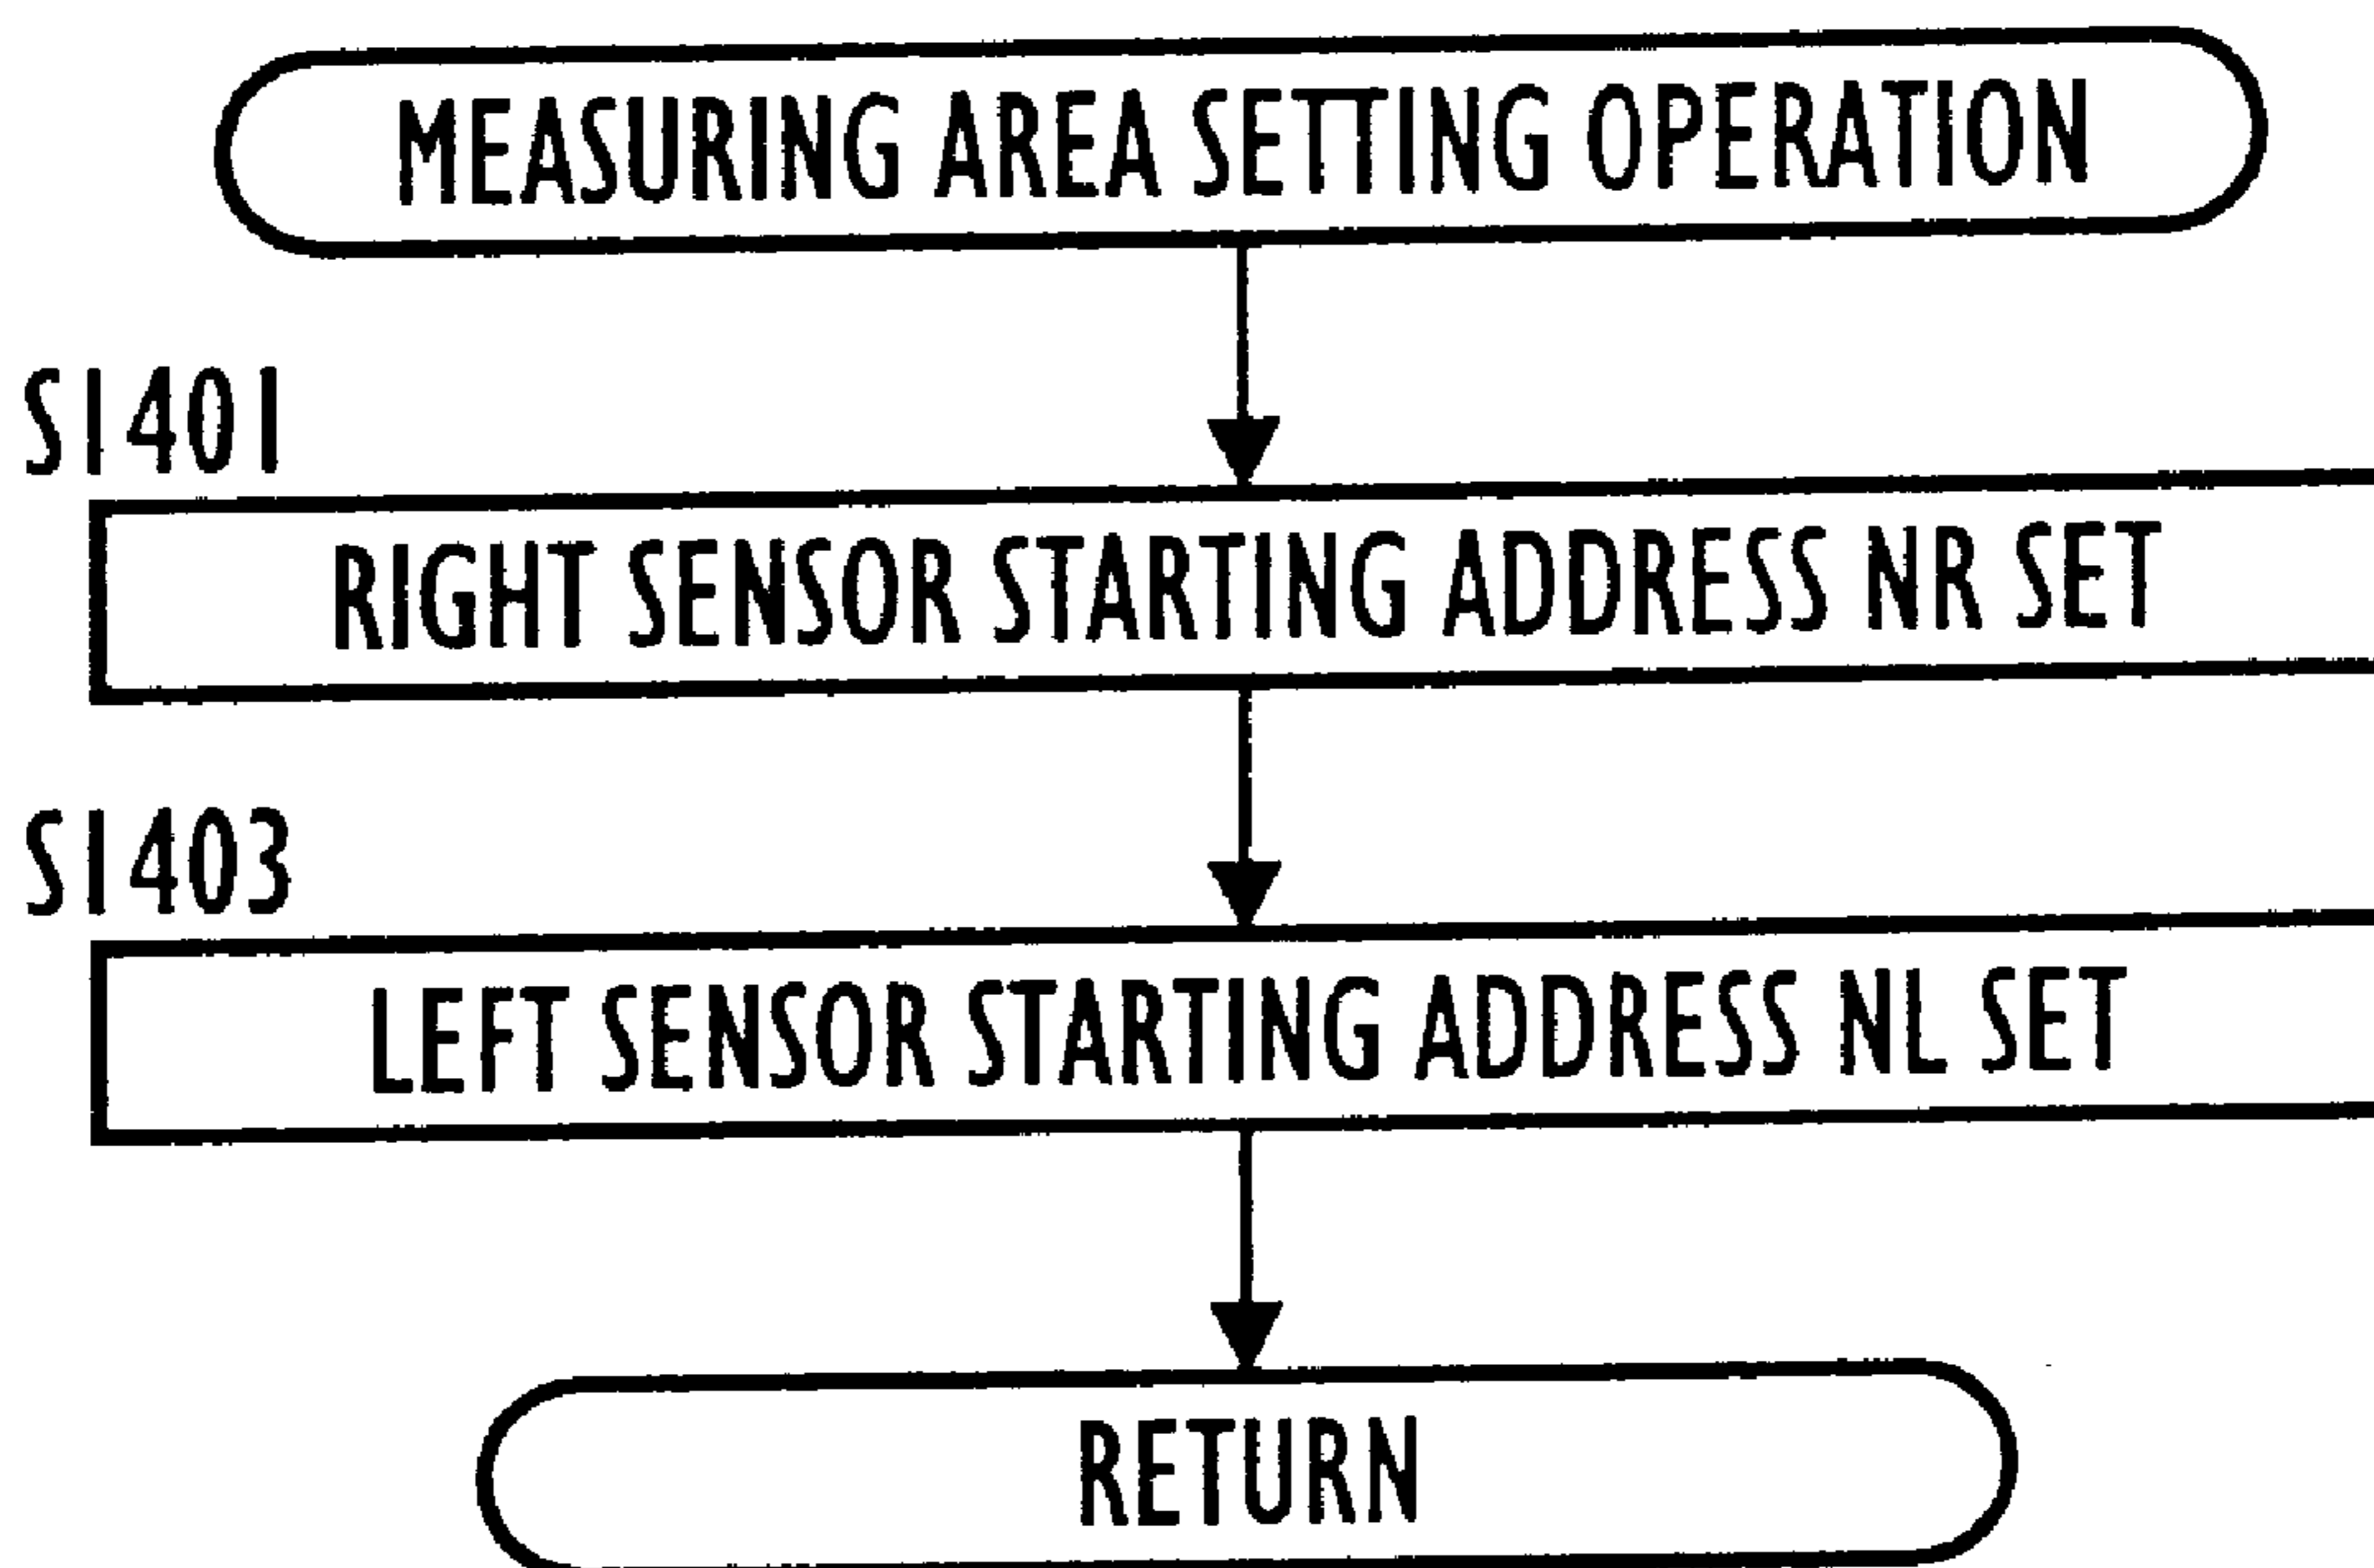 MEASURING AREA SETTING OPERATION
S1401
RIGHT SENSOR STARTING ADDRESS NR SET
S1403
LEFT SENSOR STARTING ADDRESS NL SET
RETURN